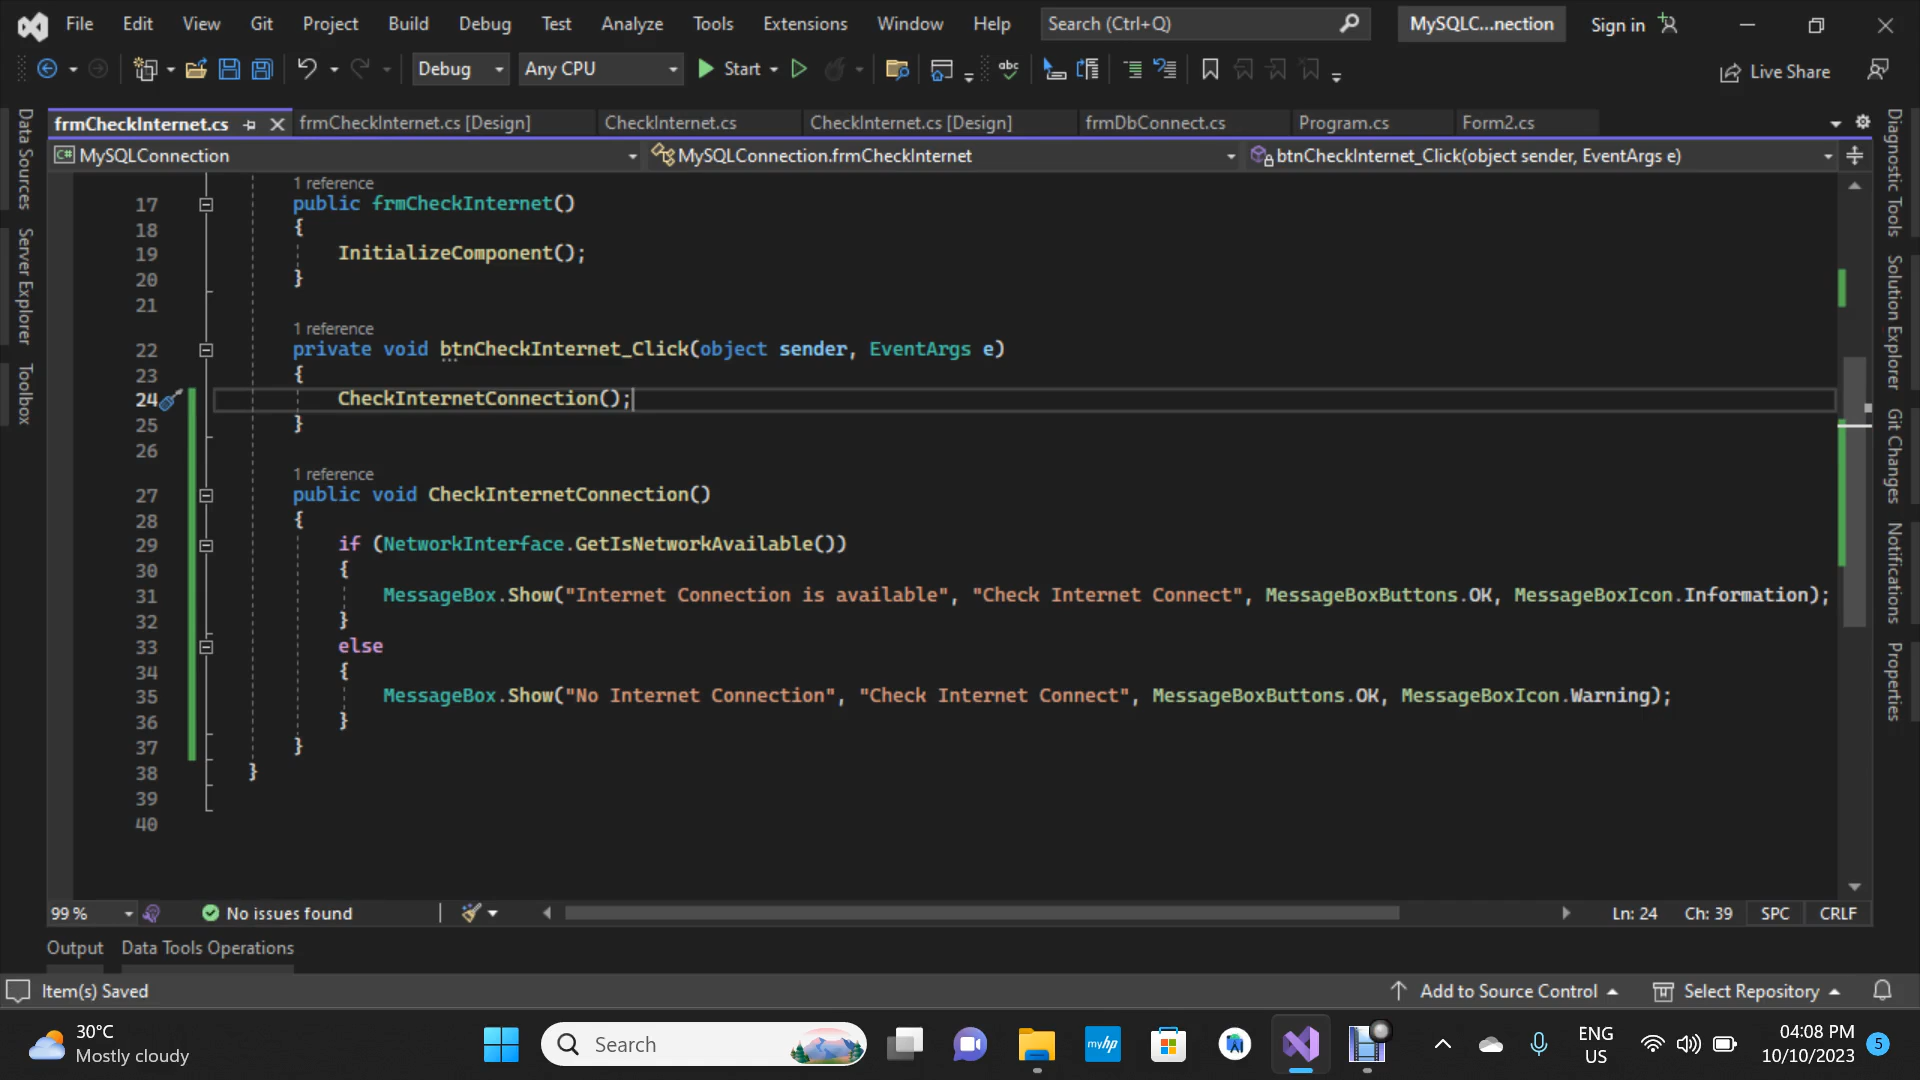 File Edit View Git Project Build Debug Test Analyze Tools Extensions Window Help Search (Ctrl+Q) MySQLC...nection Sign in
Debug Any CPU Start Live Share
frmCheckInternet.cs frmCheckInternet.cs [Design] CheckInternet.cs CheckInternet.cs [Design] frmDbConnect.cs Program.cs Form2.cs
C# MySQLConnection MySQLConnection.frmCheckInternet btnCheckInternet_Click(object sender, EventArgs e)
Data Sources
Server Explorer
Toolbox
1 reference
17 public frmCheckInternet()
18 {
19 InitializeComponent();
20 }
21
1 reference
22 private void btnCheckInternet_Click(object sender, EventArgs e)
23 {
24 CheckInternetConnection();
25 }
26
1 reference
27 public void CheckInternetConnection()
28 {
29 if (NetworkInterface.GetIsNetworkAvailable())
30 {
31 MessageBox.Show("Internet Connection is available", "Check Internet Connect", MessageBoxButtons.OK, MessageBoxIcon.Information);
32 }
33 else
34 {
35 MessageBox.Show("No Internet Connection", "Check Internet Connect", MessageBoxButtons.OK, MessageBoxIcon.Warning);
36 }
37 }
38 }
39
40
Diagnostic Tools
Solution Explorer
Git Changes
Notifications
Properties
99 % No issues found Ln: 24 Ch: 39 SPC CRLF
Output Data Tools Operations
Item(s) Saved Add to Source Control Select Repository
30°C
Mostly cloudy
Search
myhp
ENG
US
04:08 PM
10/10/2023
5